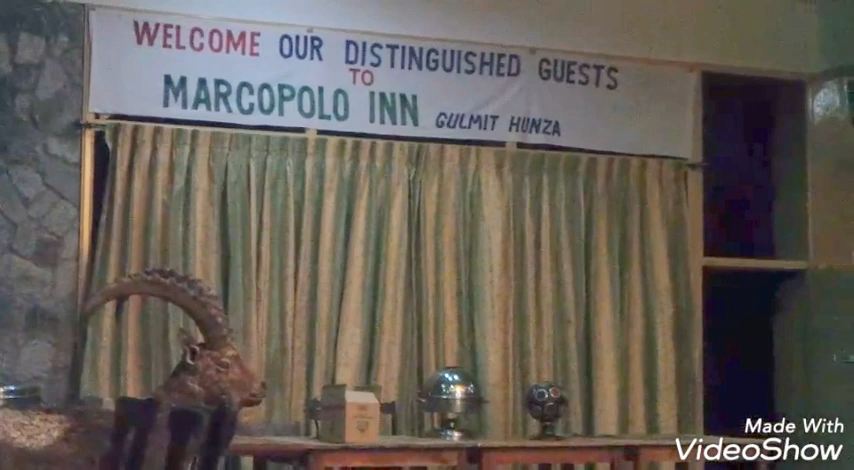 WELCOME OUR DISTINGUISHED GUESTS
TO
MARCOPOLO INN GULMIT HUNZA
Made With
VideoShow